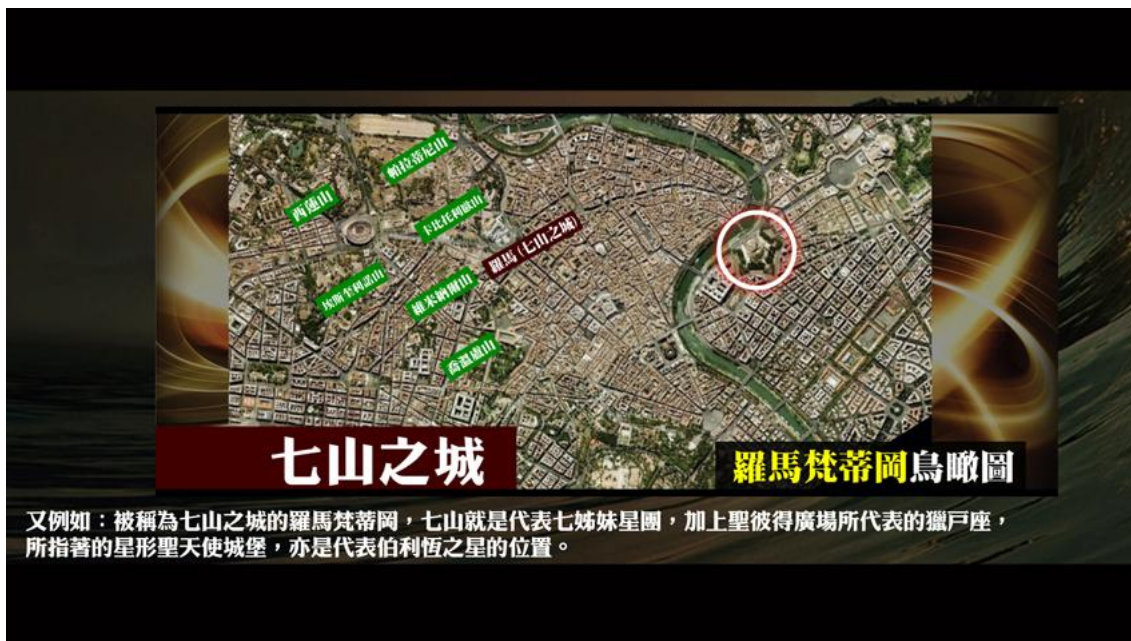 帕拉蒂尼山
西蓮山
卡比托利歐山
羅馬 (七山之城)
埃斯奎利諾山
維米納爾山
喬淵廬山
七山之城
羅馬梵蒂岡鳥瞰圖
又例如：被稱為七山之城的羅馬梵蒂岡，七山就是代表七姊妹星團，加上聖彼得廣場所代表的獵戶座，
所指著的星形聖天使城堡，亦是代表伯利恆之星的位置。